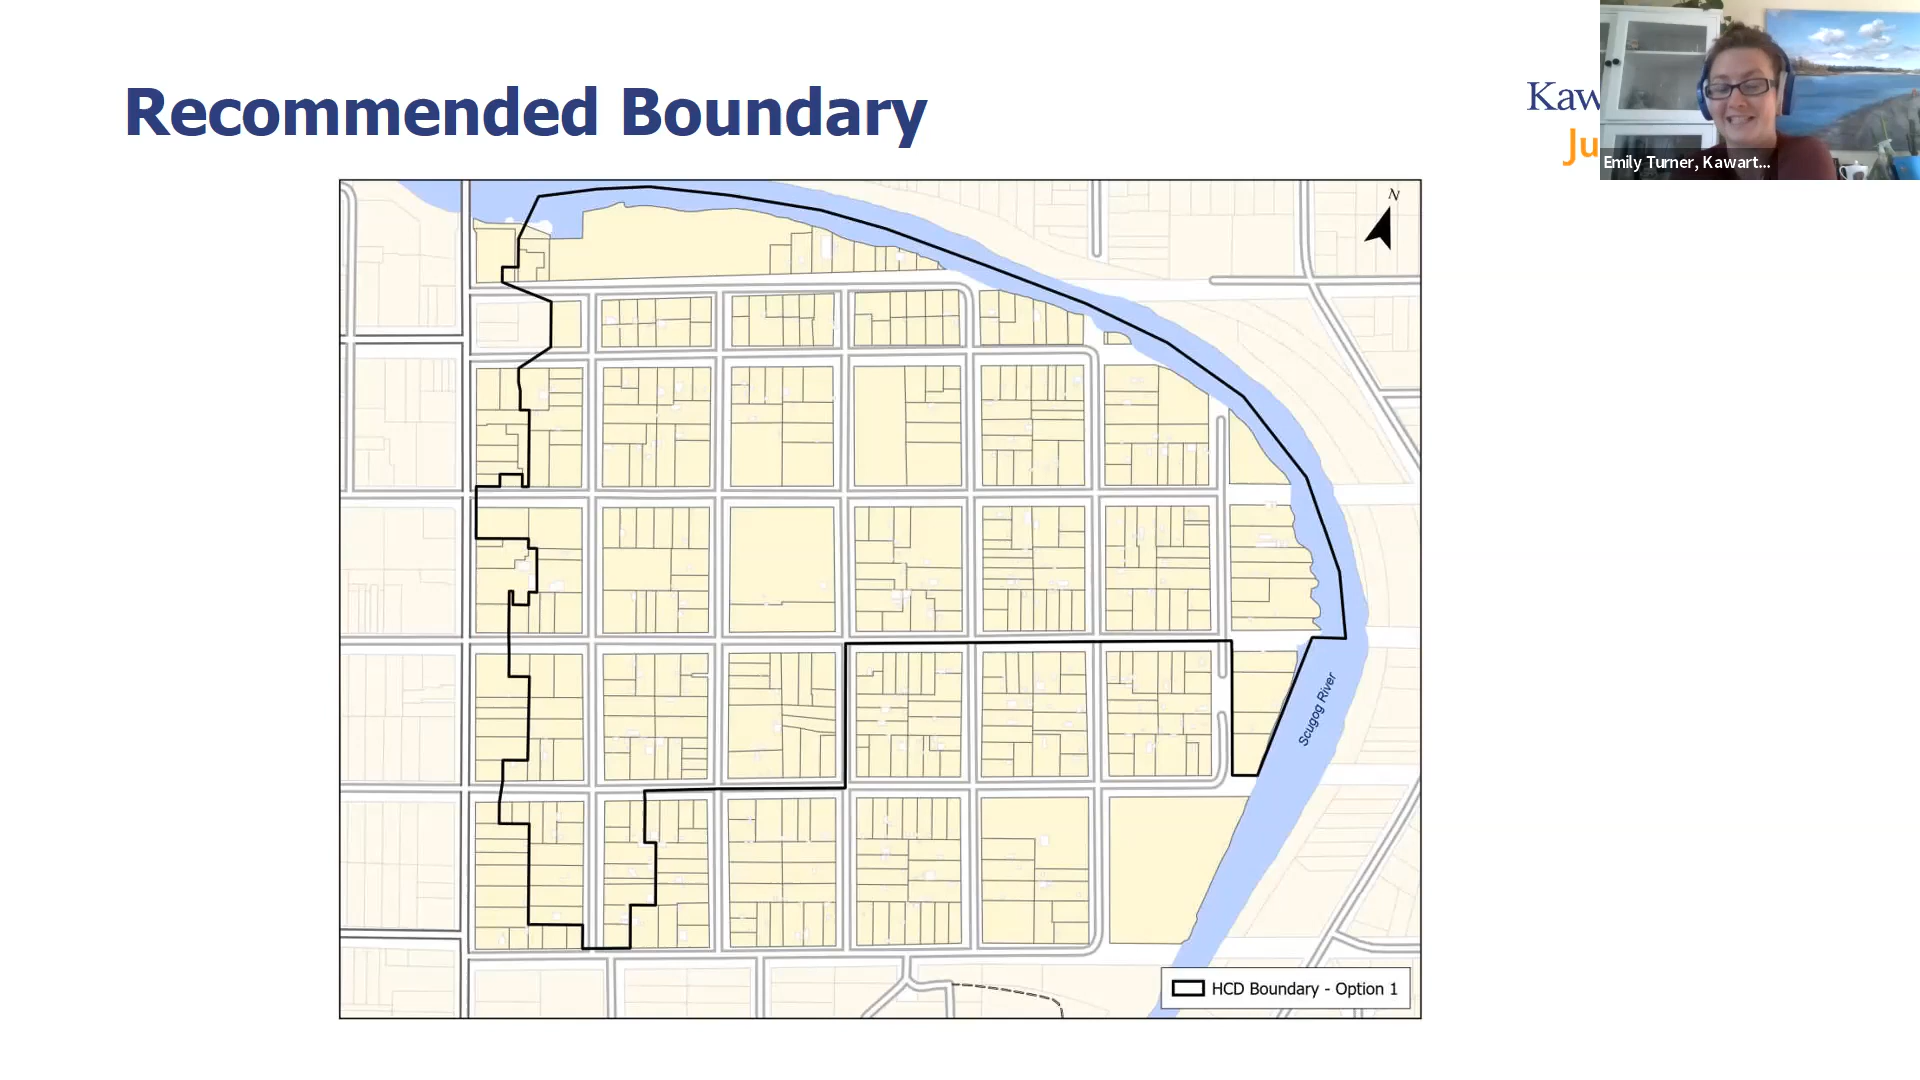 Recommended Boundary
Kaw
Ju
Emily Turner, Kawart...
N
Scugog River
HCD Boundary - Option 1